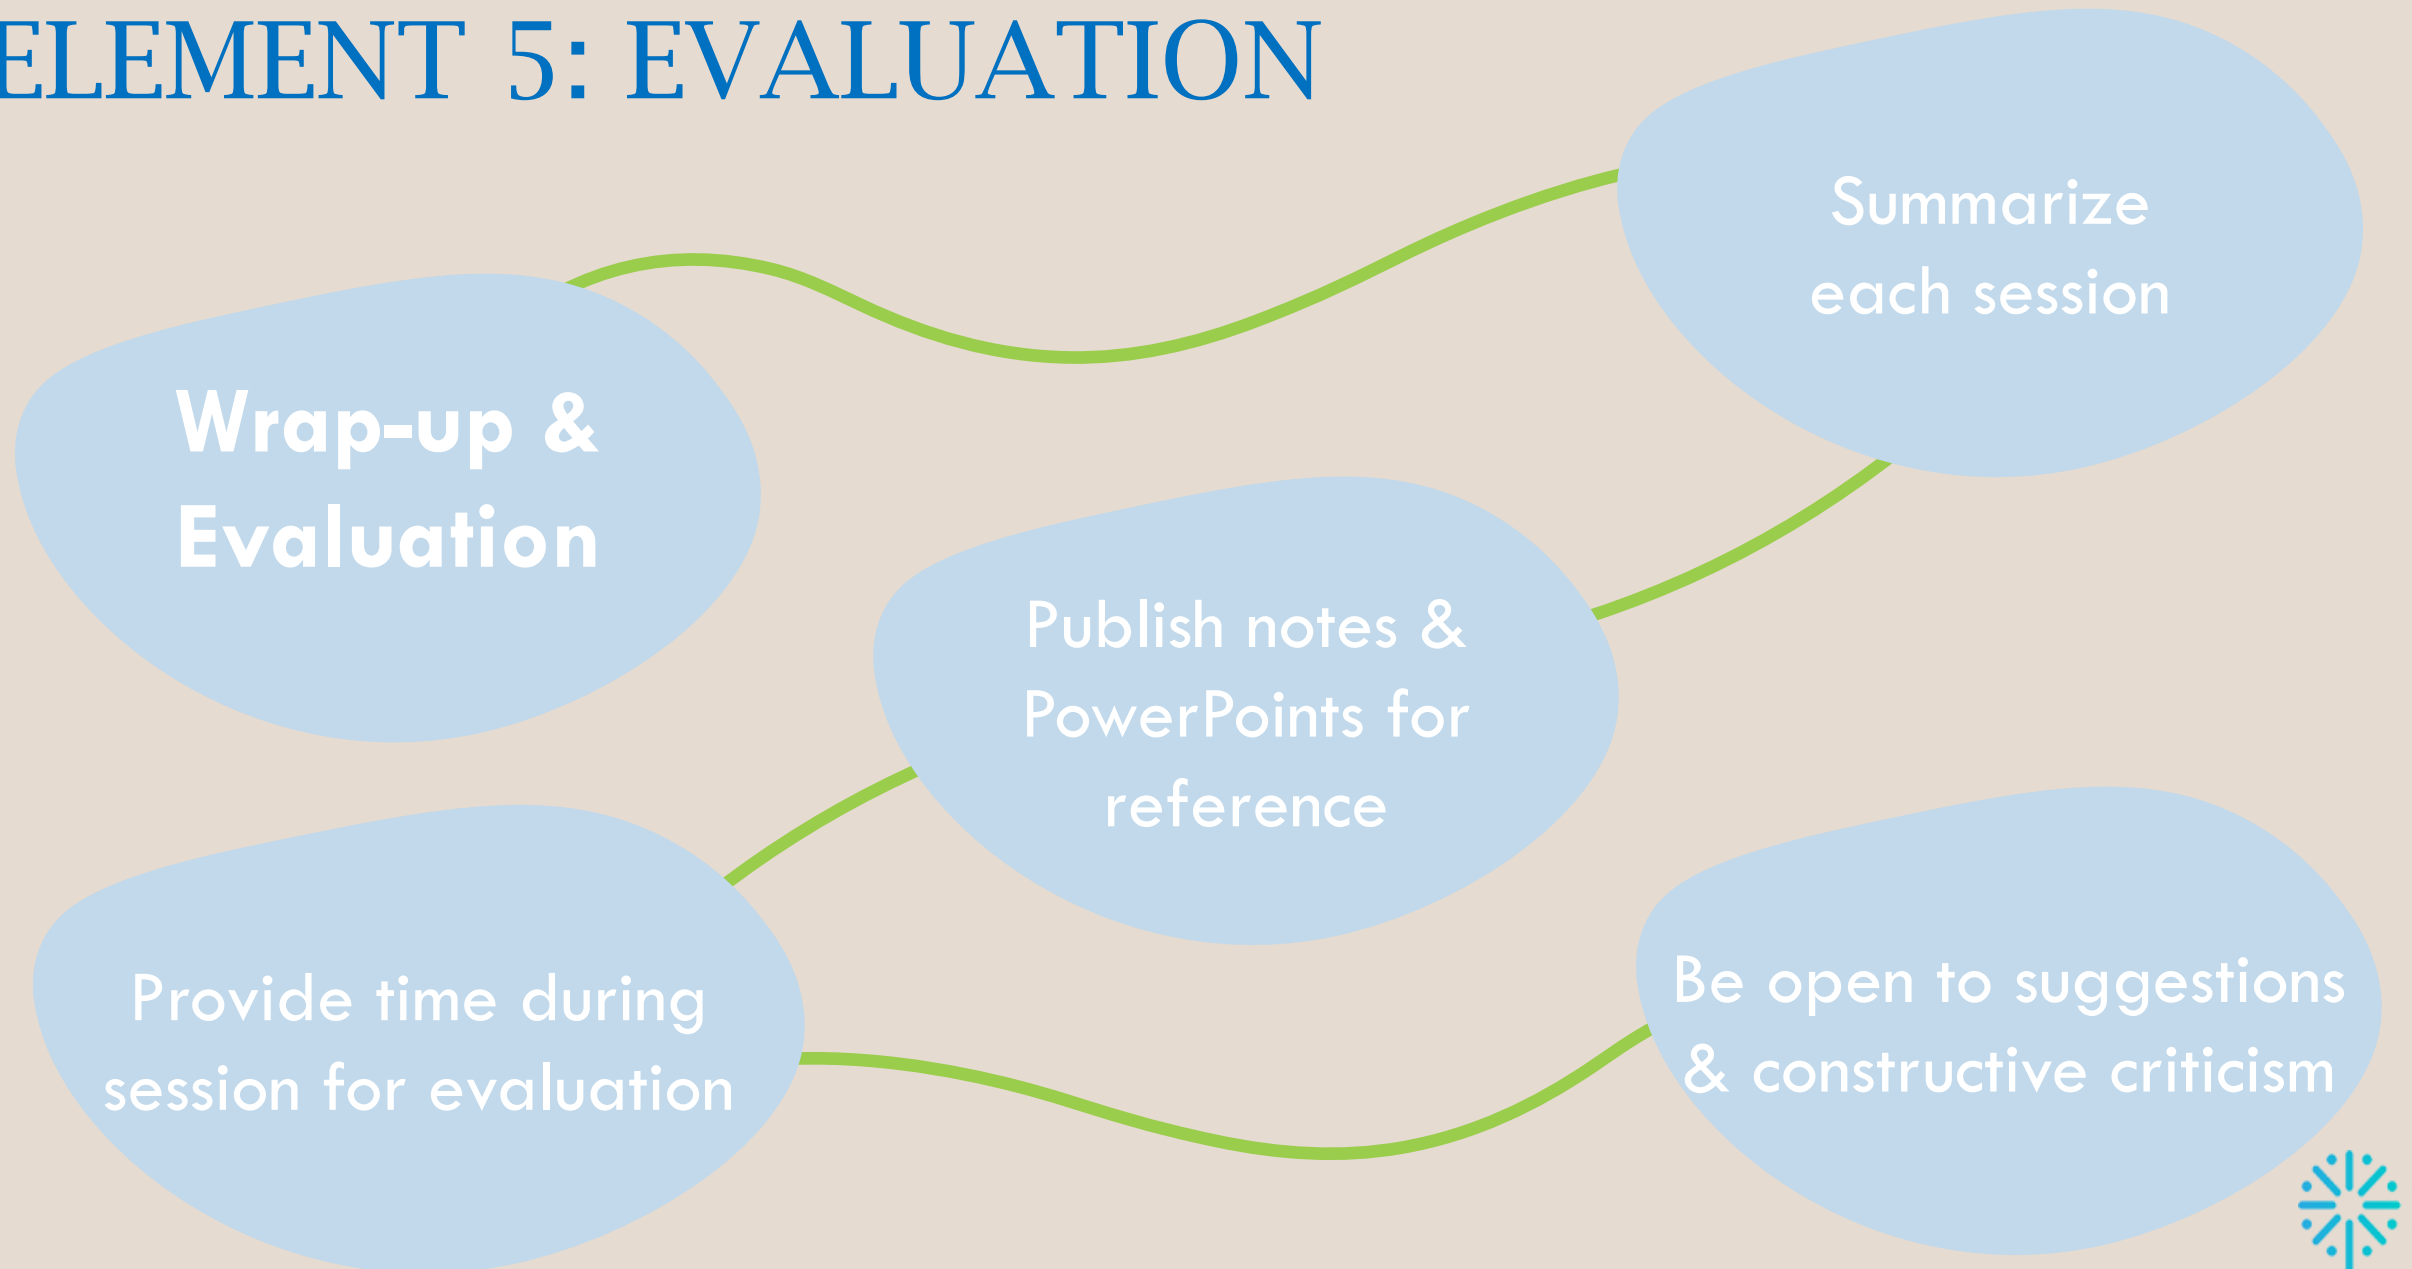 ELEMENT 5: EVALUATION
Wrap-up &
Evaluation
Summarize
each session
Publish notes &
PowerPoints for
reference
Provide time during
session for evaluation
Be open to suggestions
& constructive criticism